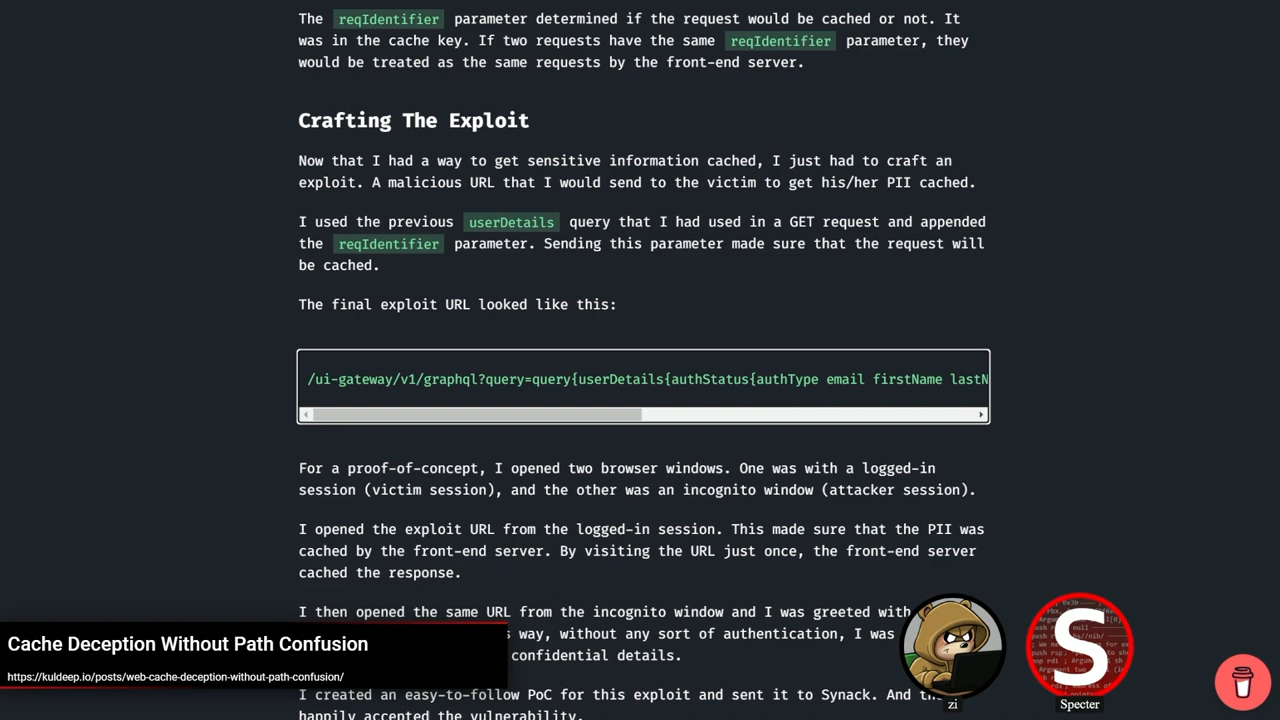 The reqIdentifier parameter determined if the request would be cached or not. It
was in the cache key. If two requests have the same reqIdentifier parameter, they
would be treated as the same requests by the front-end server.
Crafting The Exploit
Now that I had a way to get sensitive information cached, I just had to craft an
exploit. A malicious URL that I would send to the victim to get his/her PII cached.
I used the previous userDetails query that I had used in a GET request and appended
the reqIdentifier parameter. Sending this parameter made sure that the request will
be cached.
The final exploit URL looked like this:
/ui-gateway/v1/graphql?query=query{userDetails{authStatus{authType email firstName lastN
For a proof-of-concept, I opened two browser windows. One was with a logged-in
session (victim session), and the other was an incognito window (attacker session).
I opened the exploit URL from the logged-in session. This made sure that the PII was
cached by the front-end server. By visiting the URL just once, the front-end server
cached the response.
I then opened the same URL from the incognito window and I was greeted with
way, without any sort of authentication, I was
confidential details.
I created an easy-to-follow PoC for this exploit and sent it to Synack. And
happily accepted the vulnerability.
Cache Deception Without Path Confusion
https://kuldeep.io/posts/web-cache-deception-without-path-confusion/
zi
S
Specter